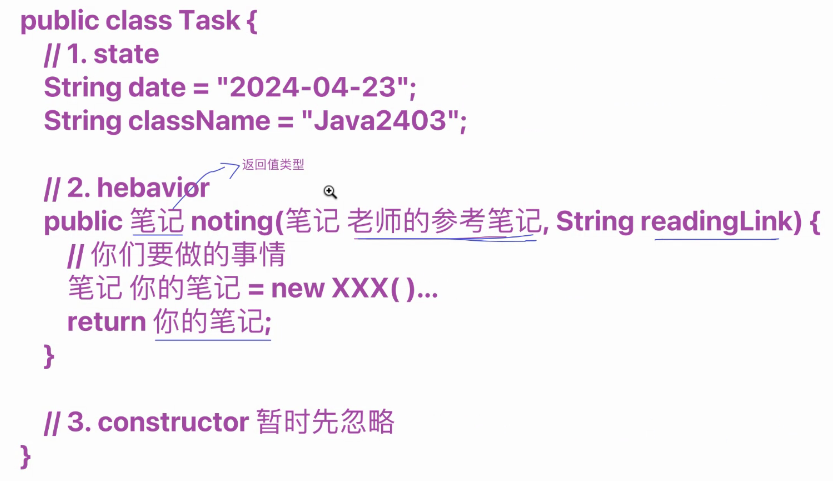 public class Task {
// 1. state
String date = "2024-04-23";
String className = "Java2403";
返回值类型
// 2. hebavior
public 笔记 noting(笔记 老师的参考笔记, String readingLink) {
// 你们要做的事情
笔记 你的笔记 = new XXX( )...
return 你的笔记;
}
// 3. constructor 暂时先忽略
}